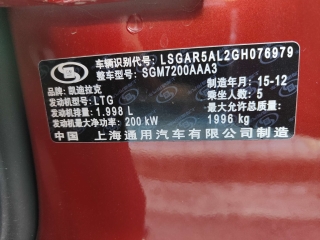 车辆识别代号: LSGAR5AL2GH076979
整车型号: SGM7200AAA3
品牌: 凯迪拉克 制造年月: 15-12
发动机型号: LTG 乘坐人数: 5
发动机排量: 1.998 L 最大允许总质量:
发动机最大净功率: 200 kW 1996 kg
中国 上海通用汽车有限公司制造